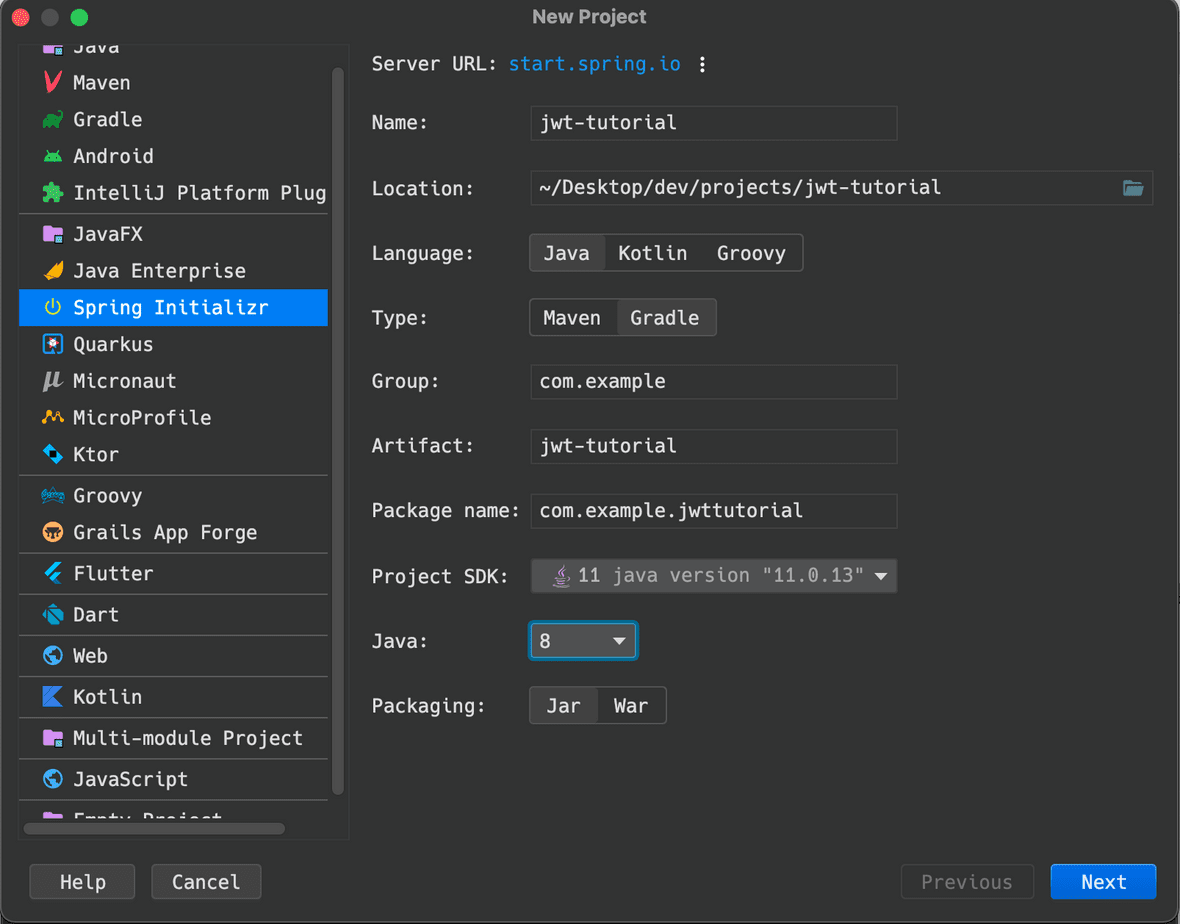 New Project
Java
Maven
Gradle
Android
IntelliJ Platform Plug
JavaFX
Java Enterprise
Spring Initializr
Quarkus
Micronaut
MicroProfile
Ktor
Groovy
Grails App Forge
Flutter
Dart
Web
Kotlin
Multi-module Project
JavaScript
Empty Project
Server URL: start.spring.io
Name: jwt-tutorial
Location: ~/Desktop/dev/projects/jwt-tutorial
Language: Java Kotlin Groovy
Type: Maven Gradle
Group: com.example
Artifact: jwt-tutorial
Package name: com.example.jwttutorial
Project SDK: 11 java version "11.0.13"
Java: 8
Packaging: Jar War
Help Cancel Previous Next